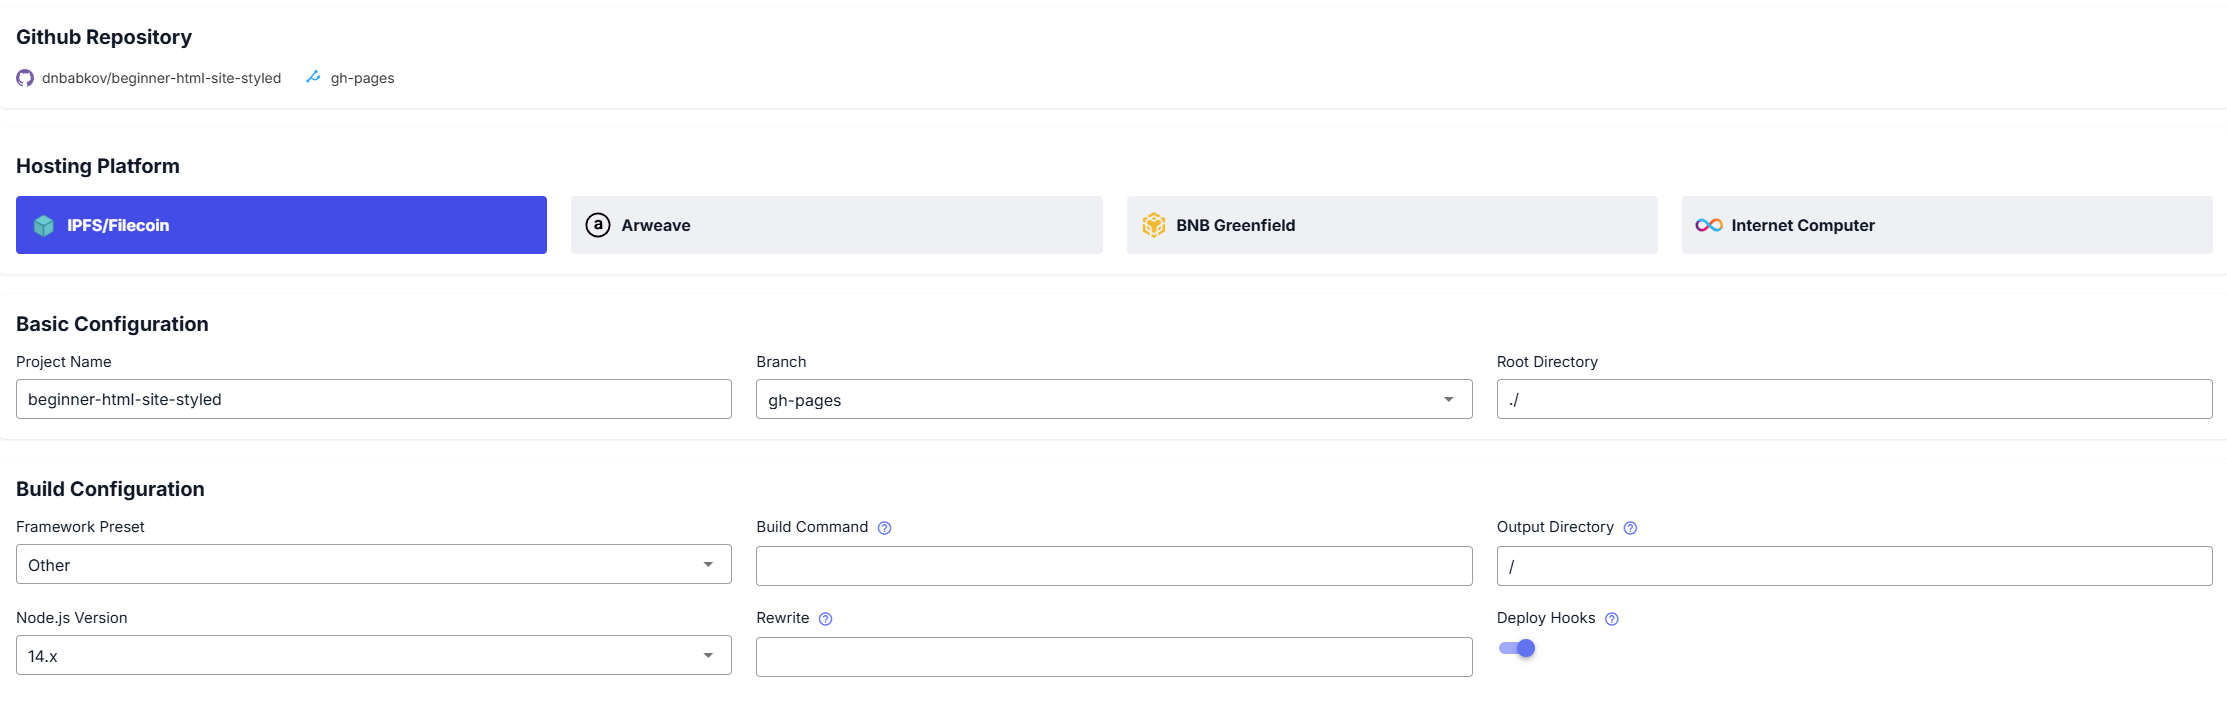 Github Repository
dnbabkov/beginner-html-site-styled gh-pages
Hosting Platform
IPFS/Filecoin
Arweave
BNB Greenfield
Internet Computer
Basic Configuration
Project Name
Branch
Root Directory
beginner-html-site-styled
gh-pages
./
Build Configuration
Framework Preset
Build Command
Output Directory
Other
/
Node.js Version
Rewrite
Deploy Hooks
14.x